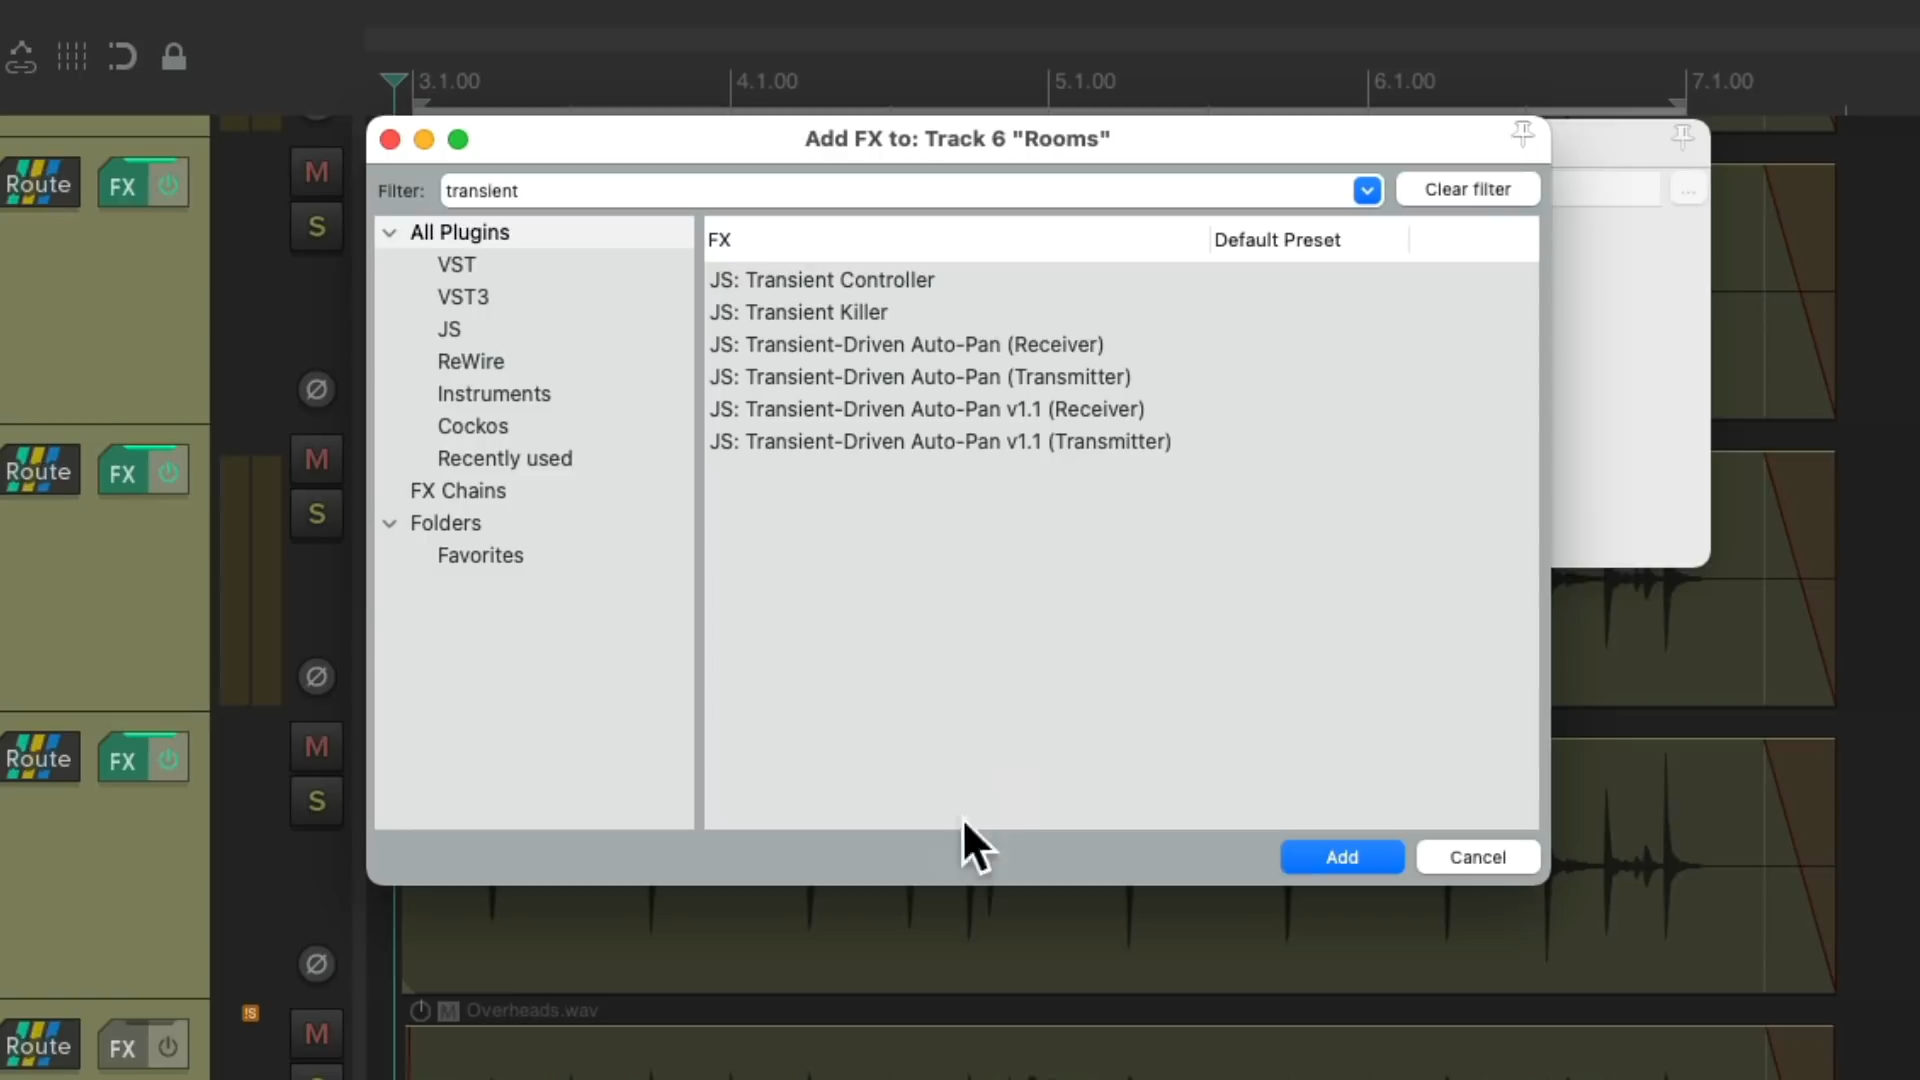 3.1.00
4.1.00
5.1.00
6.1.00
7.1.00
Add FX to: Track 6 "Rooms"
Filter:
transient
Clear filter
...
All Plugins
VST
VST3
JS
ReWire
Instruments
Cockos
Recently used
FX Chains
Folders
Favorites
FX
Default Preset
JS: Transient Controller
JS: Transient Killer
JS: Transient-Driven Auto-Pan (Receiver)
JS: Transient-Driven Auto-Pan (Transmitter)
JS: Transient-Driven Auto-Pan v1.1 (Receiver)
JS: Transient-Driven Auto-Pan v1.1 (Transmitter)
Add
Cancel
Route
FX
M
S
Route
FX
M
S
Route
FX
M
S
M
Overheads.wav
Route
FX
M